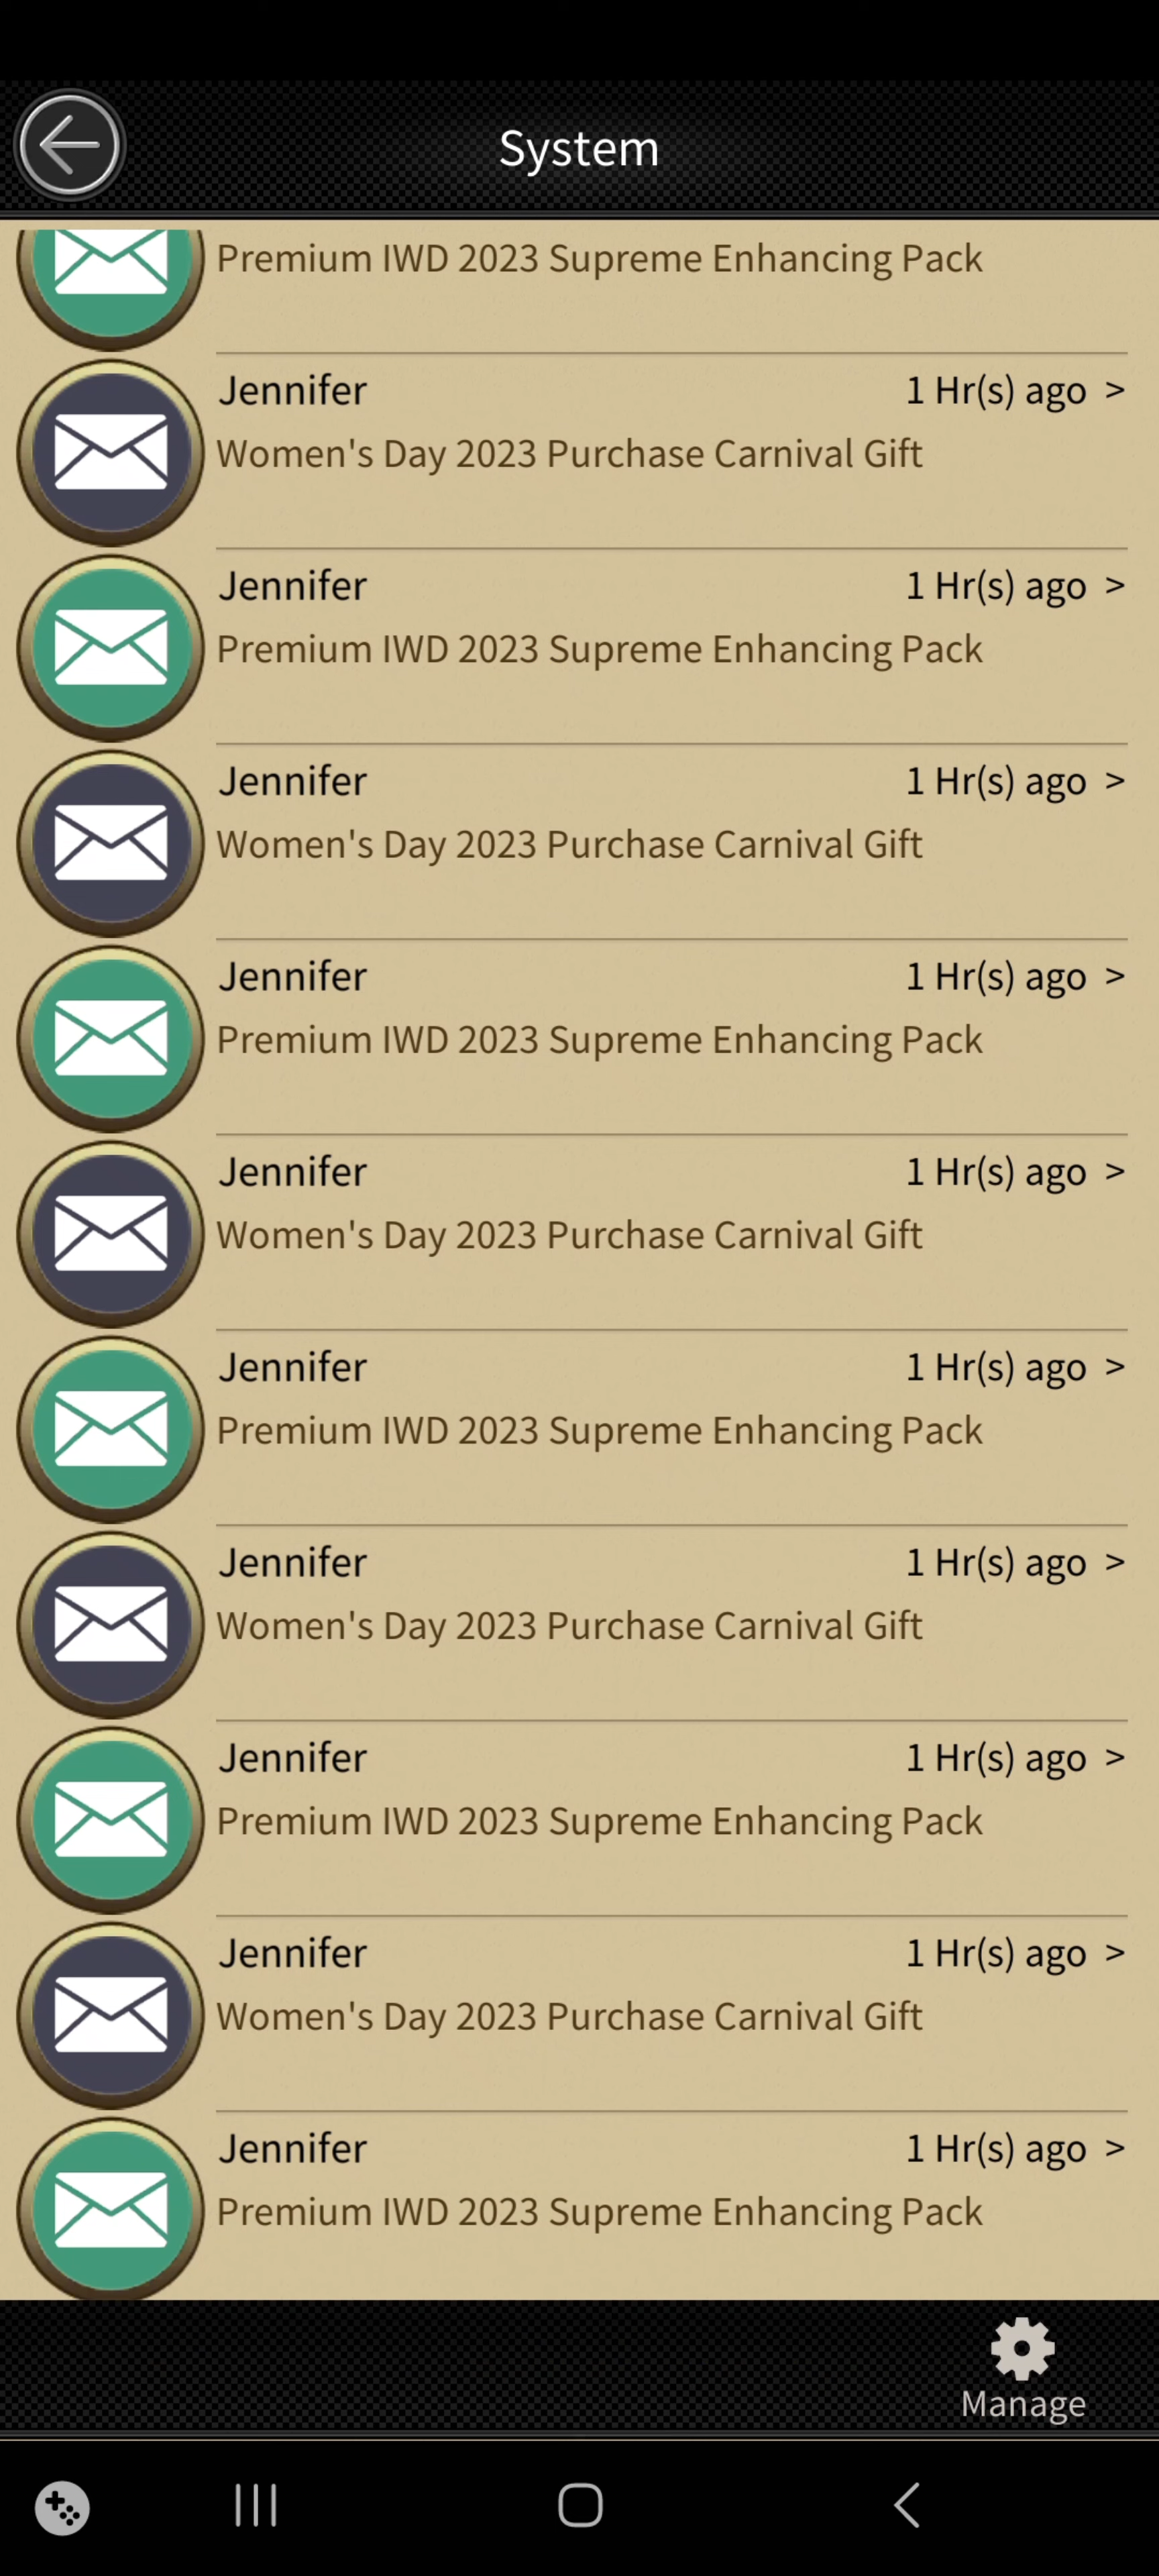 System
Premium IWD 2023 Supreme Enhancing Pack
Jennifer 1 Hr(s) ago >
Women's Day 2023 Purchase Carnival Gift
Jennifer 1 Hr(s) ago >
Premium IWD 2023 Supreme Enhancing Pack
Jennifer 1 Hr(s) ago >
Women's Day 2023 Purchase Carnival Gift
Jennifer 1 Hr(s) ago >
Premium IWD 2023 Supreme Enhancing Pack
Jennifer 1 Hr(s) ago >
Women's Day 2023 Purchase Carnival Gift
Jennifer 1 Hr(s) ago >
Premium IWD 2023 Supreme Enhancing Pack
Jennifer 1 Hr(s) ago >
Women's Day 2023 Purchase Carnival Gift
Jennifer 1 Hr(s) ago >
Premium IWD 2023 Supreme Enhancing Pack
Jennifer 1 Hr(s) ago >
Women's Day 2023 Purchase Carnival Gift
Jennifer 1 Hr(s) ago >
Premium IWD 2023 Supreme Enhancing Pack
Manage